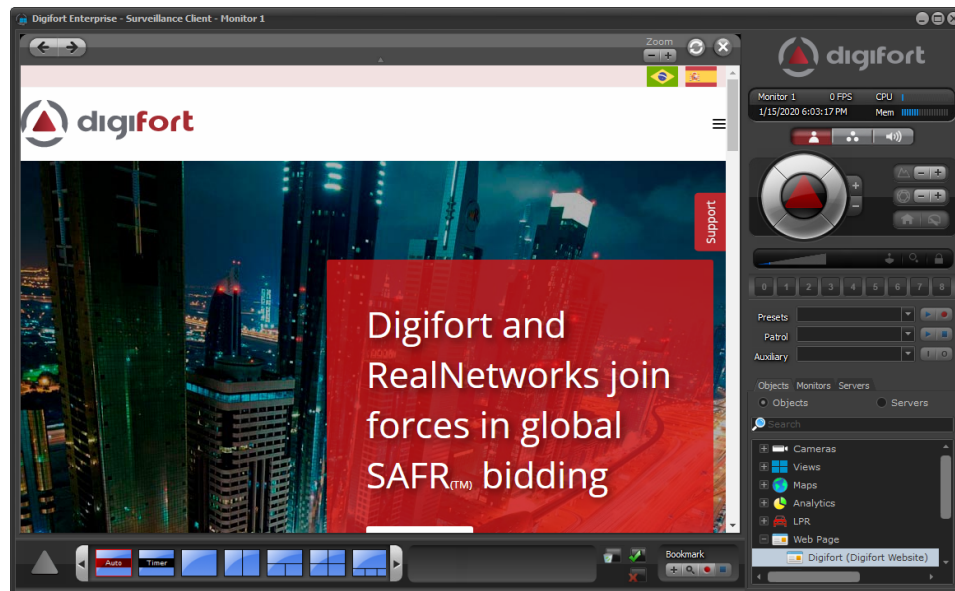 Digifort Enterprise - Surveillance Client - Monitor 1
Zoom
digifort
Support
Digifort and
RealNetworks join
forces in global
SAFR(TM) bidding
Auto
Timer
Bookmark
digifort
Monitor 1 0 FPS CPU
1/15/2020 6:03:17 PM Mem
0 1 2 3 4 5 6 7 8
Presets
Patrol
Auxiliary
Objects Monitors Servers
Objects Servers
Search
Cameras
Views
Maps
Analytics
LPR
Web Page
Digifort (Digifort Website)